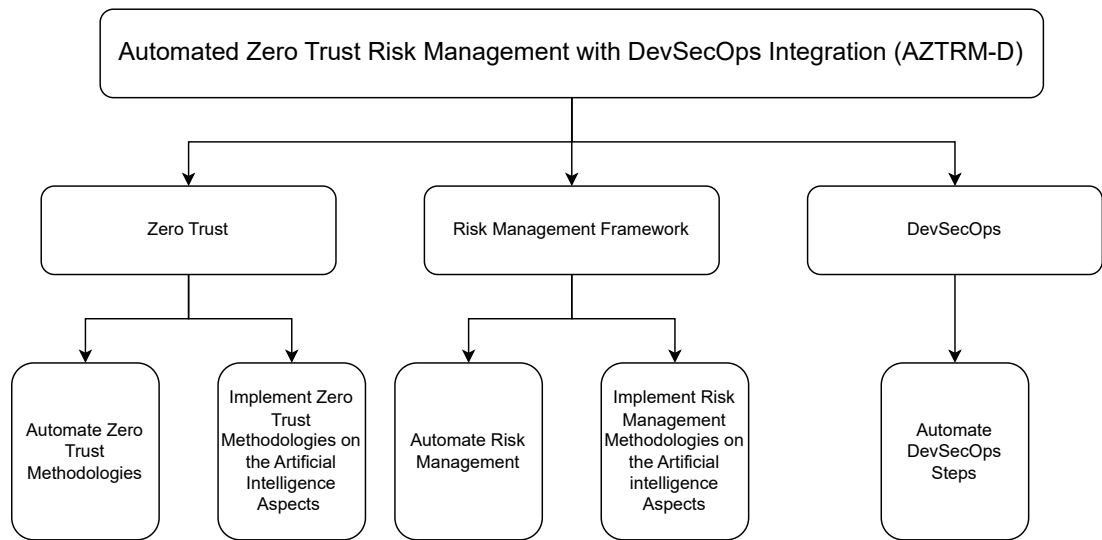 Automated Zero Trust Risk Management with DevSecOps Integration (AZTRM-D)
Zero Trust
Risk Management Framework
DevSecOps
Automate Zero
Trust
Methodologies
Implement Zero
Trust
Methodologies on
the Artificial
Intelligence
Aspects
Automate Risk
Management
Implement Risk
Management
Methodologies on
the Artificial
intelligence
Aspects
Automate
DevSecOps
Steps